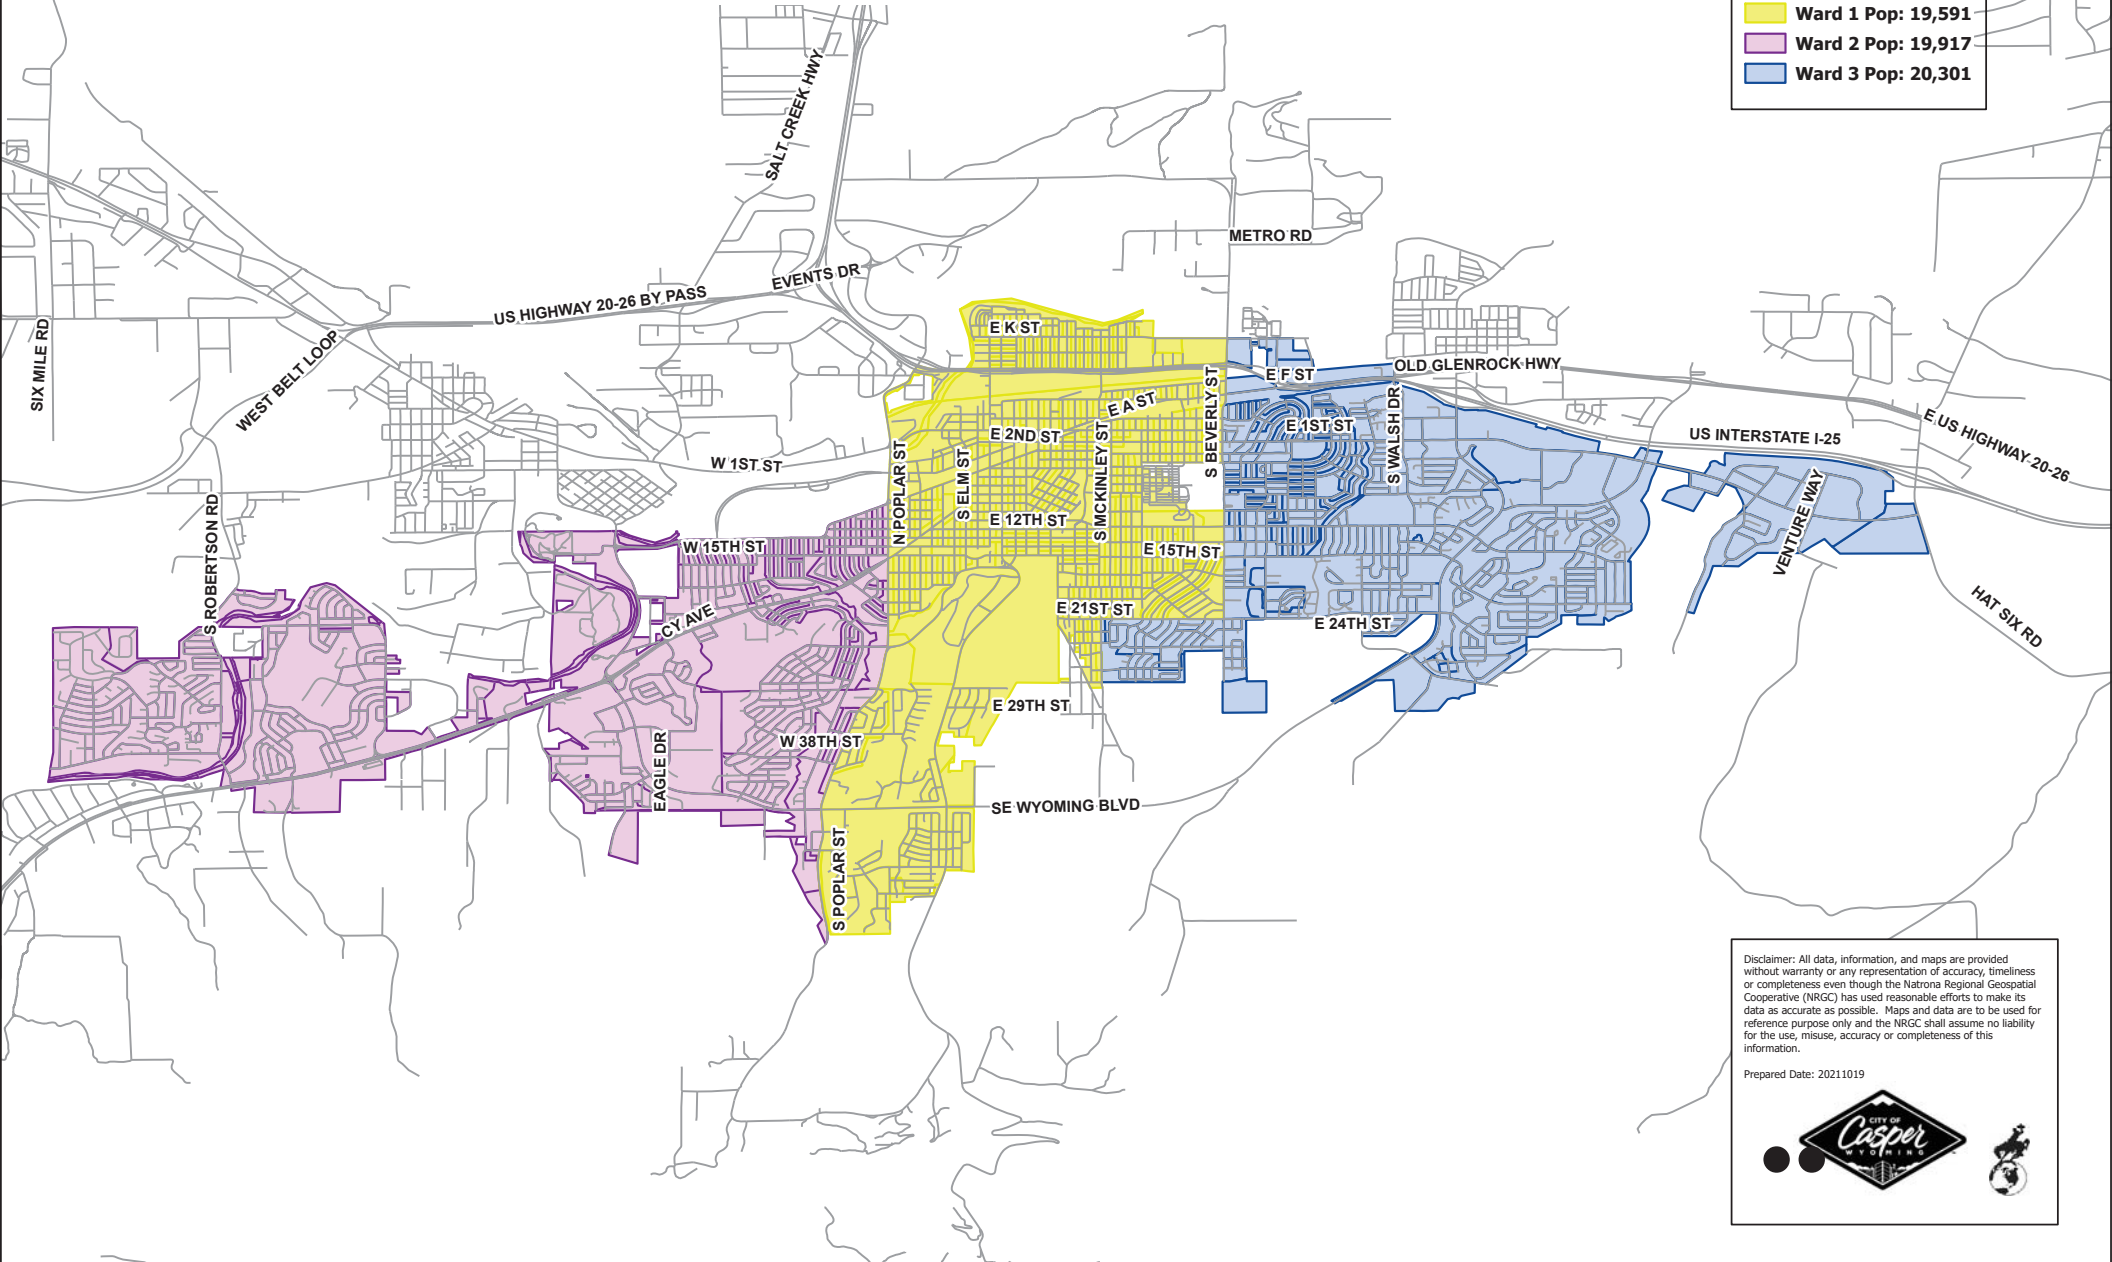 Ward 1 Pop: 19,591
Ward 2 Pop: 19,917
Ward 3 Pop: 20,301
SALT CREEK HWY
METRO RD
EVENTS DR
US HIGHWAY 20-26 BY PASS
SIX MILE RD
WEST BELT LOOP
E K ST
OLD GLENROCK HWY
E F ST
E A ST
S BEVERLY ST
E 1ST ST
S WALSH DR
E 2ND ST
US INTERSTATE I-25
E US HIGHWAY 20-26
W 1ST ST
N POPLAR ST
S ELM ST
S MCKINLEY ST
VENTURE WAY
S ROBERTSON RD
E 12TH ST
W 15TH ST
E 15TH ST
E 21ST ST
CY AVE
E 24TH ST
HAT SIX RD
E 29TH ST
W 38TH ST
EAGLE DR
SE WYOMING BLVD
S POPLAR ST
Disclaimer: All data, information, and maps are provided
without warranty or any representation of accuracy, timeliness
or completeness even though the Natrona Regional Geospatial
Cooperative (NRGC) has used reasonable efforts to make its
data as accurate as possible. Maps and data are to be used for
reference purpose only and the NRGC shall assume no liability
for the use, misuse, accuracy or completeness of this
information.
Prepared Date: 20211019
CITY OF
Casper
WYOMING